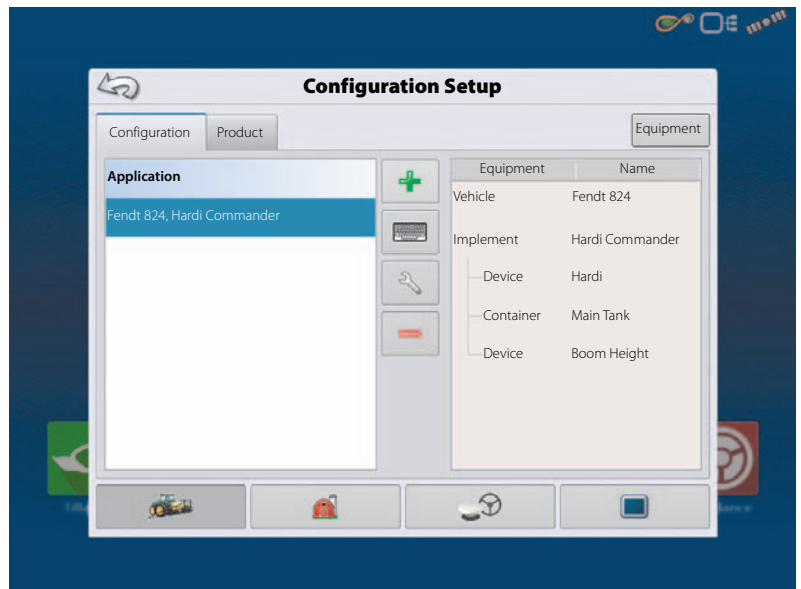 Configuration Setup
Configuration Product Equipment
Application
Fendt 824, Hardi Commander
Equipment Name
Vehicle Fendt 824
Implement Hardi Commander
Device Hardi
Container Main Tank
Device Boom Height